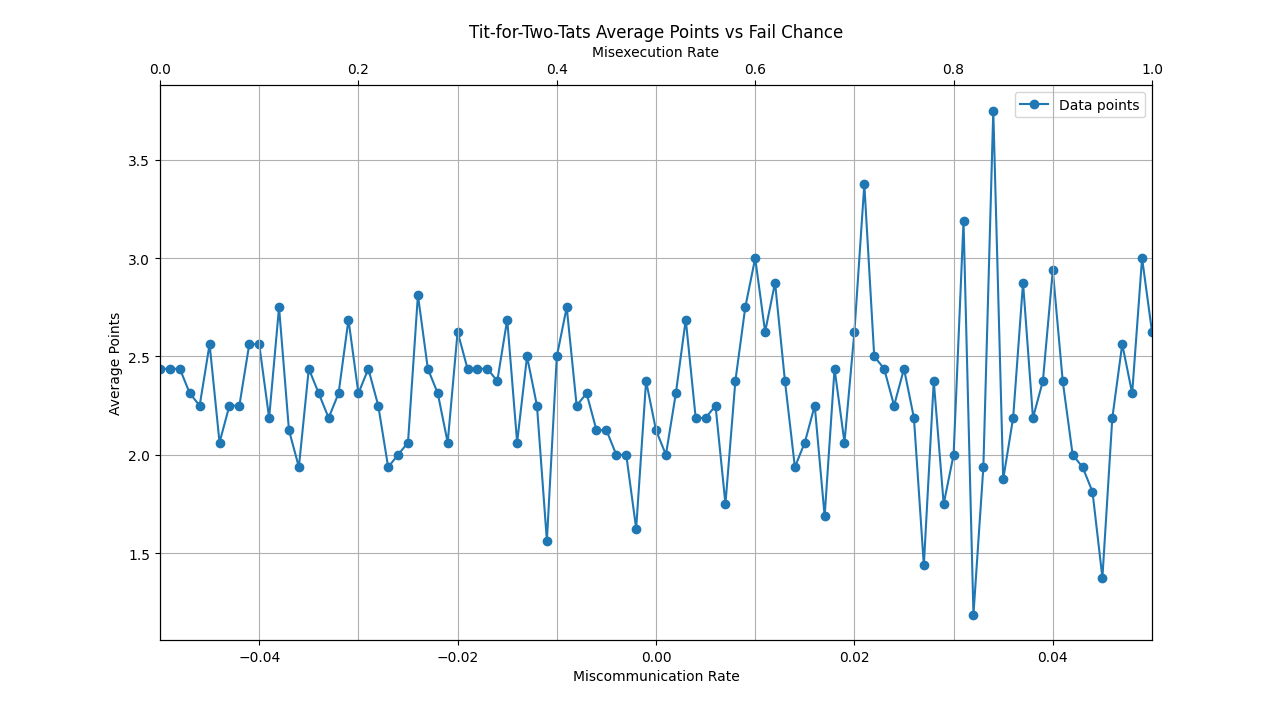 Tit-for-Two-Tats Average Points vs Fail Chance
Misexecution Rate
0.0 0.2 0.4 0.6 0.8 1.0
Data points
3.5
3.0
2.5
2.0
1.5
Average Points
−0.04 −0.02 0.00 0.02 0.04
Miscommunication Rate